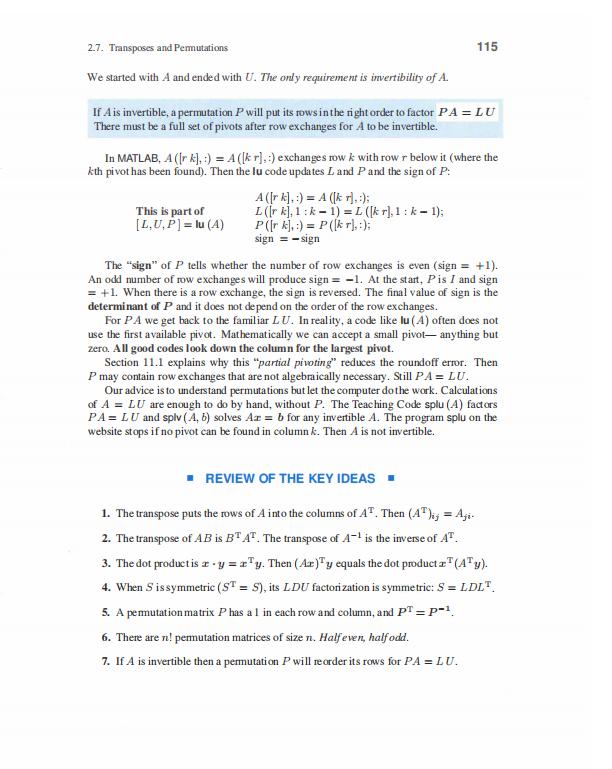 2.7. Transposes and Permutations 115
We started with A and ended with U. The only requirement is invertibility of A.
If A is invertible, a permutation P will put its rows in the right order to factor PA = LU
There must be a full set of pivots after row exchanges for A to be invertible.
In MATLAB, A([r k], :) = A([k r], :) exchanges row k with row r below it (where the
kth pivot has been found). Then the lu code updates L and P and the sign of P:
A([r k], :) = A([k r], :);
This is part of L([r k], 1 : k − 1) = L([k r], 1 : k − 1);
[L, U, P] = lu(A) P([r k], :) = P([k r], :);
sign = −sign
The “sign” of P tells whether the number of row exchanges is even (sign = +1).
An odd number of row exchanges will produce sign = −1. At the start, P is I and sign
= +1. When there is a row exchange, the sign is reversed. The final value of sign is the
determinant of P and it does not depend on the order of the row exchanges.
For PA we get back to the familiar LU. In reality, a code like lu(A) often does not
use the first available pivot. Mathematically we can accept a small pivot— anything but
zero. All good codes look down the column for the largest pivot.
Section 11.1 explains why this “partial pivoting” reduces the roundoff error. Then
P may contain row exchanges that are not algebraically necessary. Still PA = LU.
Our advice is to understand permutations but let the computer do the work. Calculations
of A = LU are enough to do by hand, without P. The Teaching Code splu(A) factors
PA = LU and splv(A, b) solves Ax = b for any invertible A. The program splu on the
website stops if no pivot can be found in column k. Then A is not invertible.
■ REVIEW OF THE KEY IDEAS ■
1. The transpose puts the rows of A into the columns of Aᵀ. Then (Aᵀ)ᵢⱼ = Aⱼᵢ.
2. The transpose of AB is BᵀAᵀ. The transpose of A⁻¹ is the inverse of Aᵀ.
3. The dot product is x · y = xᵀy. Then (Ax)ᵀy equals the dot product xᵀ(Aᵀy).
4. When S is symmetric (Sᵀ = S), its LDU factorization is symmetric: S = LDLᵀ.
5. A permutation matrix P has a 1 in each row and column, and Pᵀ = P⁻¹.
6. There are n! permutation matrices of size n. Half even, half odd.
7. If A is invertible then a permutation P will reorder its rows for PA = LU.